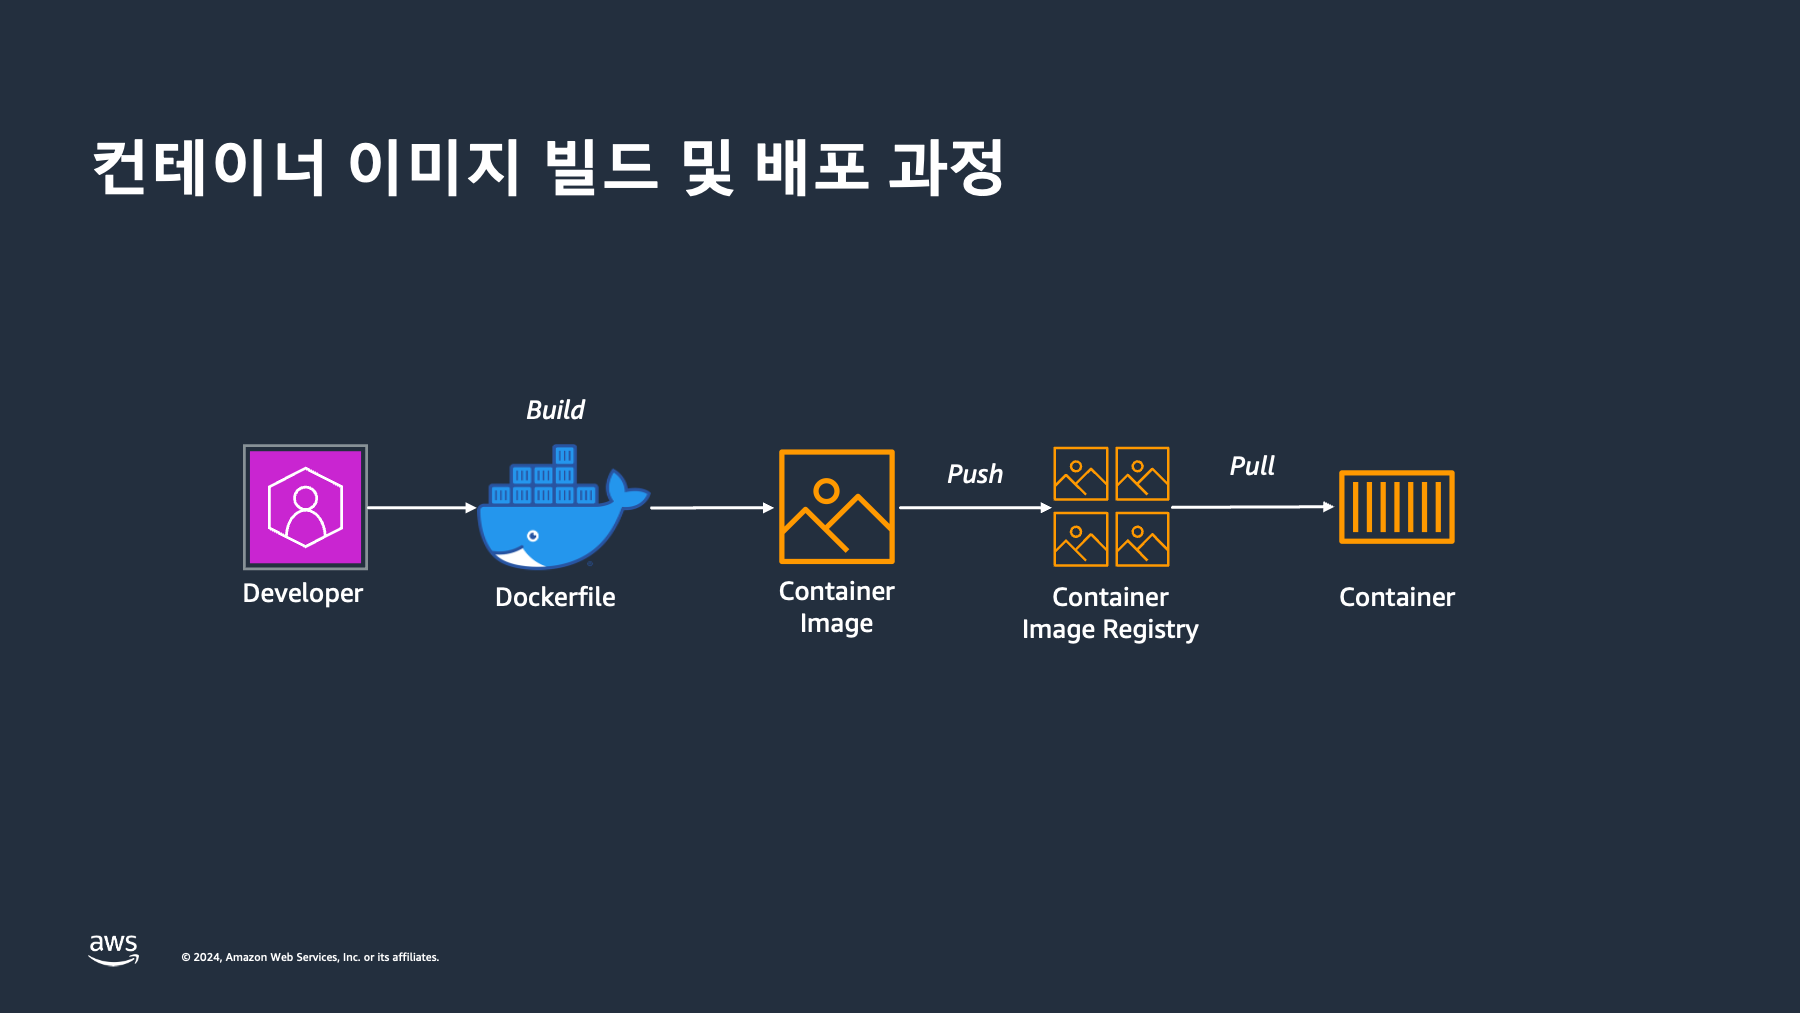 컨테이너 이미지 빌드 및 배포 과정
Build
Push
Pull
Developer
Dockerfile
Container
Image
Container
Image Registry
Container
aws
© 2024, Amazon Web Services, Inc. or its affiliates.